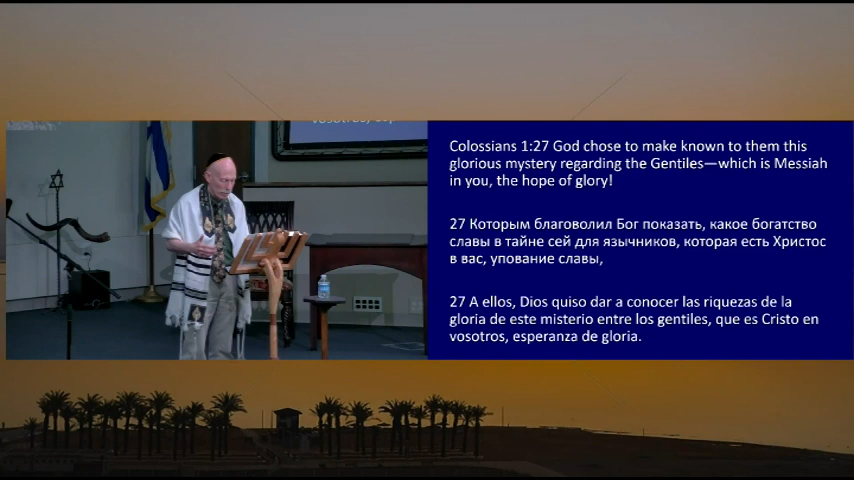 vosotros,
Colossians 1:27 God chose to make known to them this
glorious mystery regarding the Gentiles—which is Messiah
in you, the hope of glory!
27 Которым благоволил Бог показать, какое богатство
славы в тайне сей для язычников, которая есть Христос
в вас, упование славы,
27 A ellos, Dios quiso dar a conocer las riquezas de la
gloria de este misterio entre los gentiles, que es Cristo en
vosotros, esperanza de gloria.